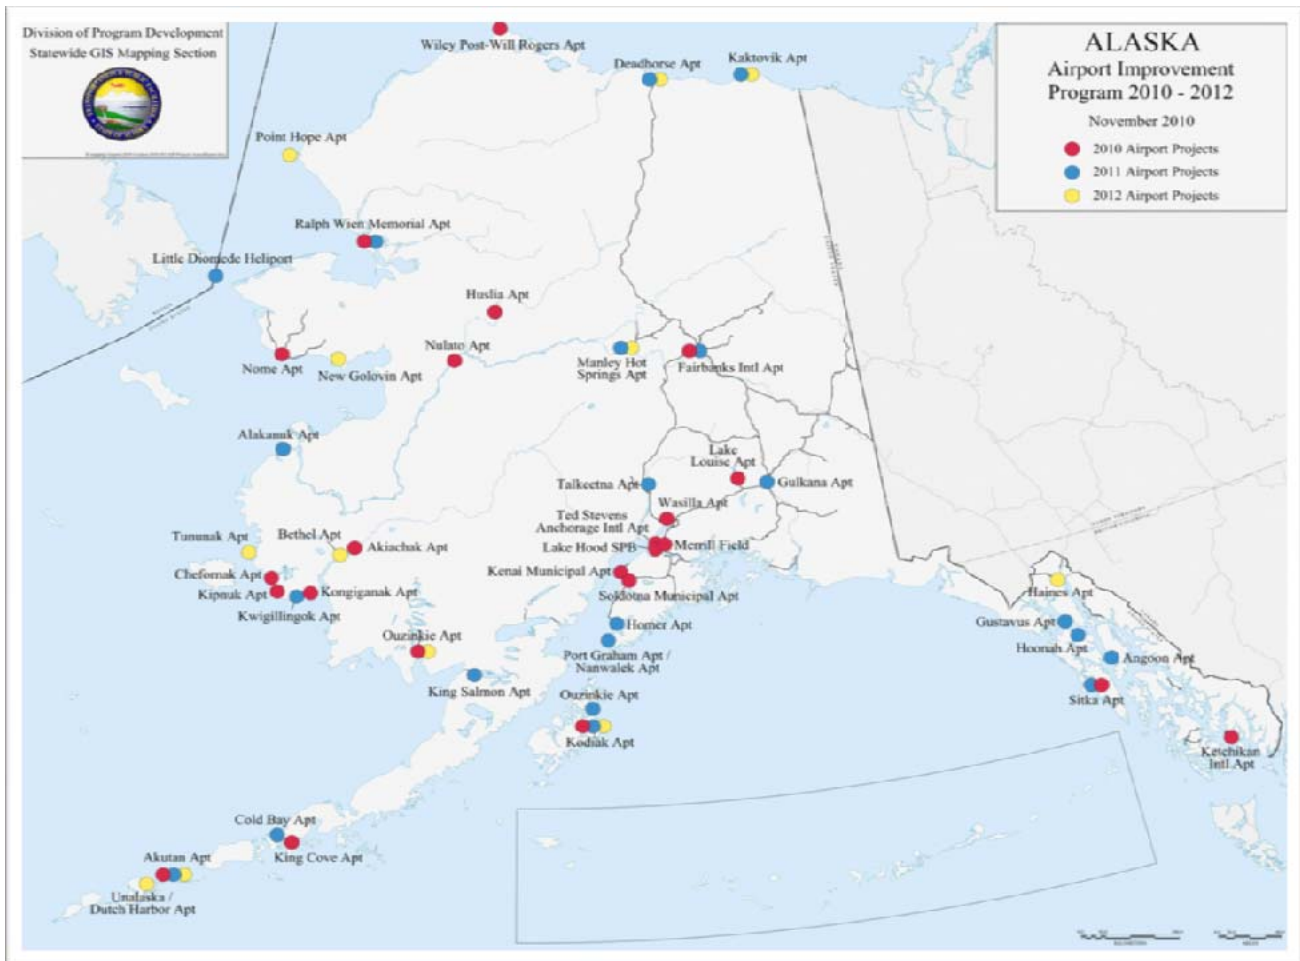 Division of Program Development
Statewide GIS Mapping Section
ALASKA
Airport Improvement
Program 2010 - 2012
November 2010
2010 Airport Projects
2011 Airport Projects
2012 Airport Projects
Wiley Post-Will Rogers Apt
Deadhorse Apt
Kaktovik Apt
Point Hope Apt
Ralph Wien Memorial Apt
Little Diomede Heliport
Huslia Apt
Nome Apt
New Golovin Apt
Nulato Apt
Manley Hot
Springs Apt
Fairbanks Intl Apt
Alakanuk Apt
Lake
Louise Apt
Talkeetna Apt
Gulkana Apt
Wasilla Apt
Ted Stevens
Anchorage Intl Apt
Lake Hood SPB
Merrill Field
Tununak Apt
Bethel Apt
Akiachak Apt
Chefornak Apt
Kipnuk Apt
Kongiganak Apt
Kwigillingok Apt
Kenai Municipal Apt
Soldotna Municipal Apt
Haines Apt
Gustavus Apt
Hoonah Apt
Angoon Apt
Sitka Apt
Ketchikan
Intl Apt
Homer Apt
Port Graham Apt /
Nanwalek Apt
Ouzinkie Apt
King Salmon Apt
Ouzinkie Apt
Kodiak Apt
Cold Bay Apt
King Cove Apt
Akutan Apt
Unalaska /
Dutch Harbor Apt